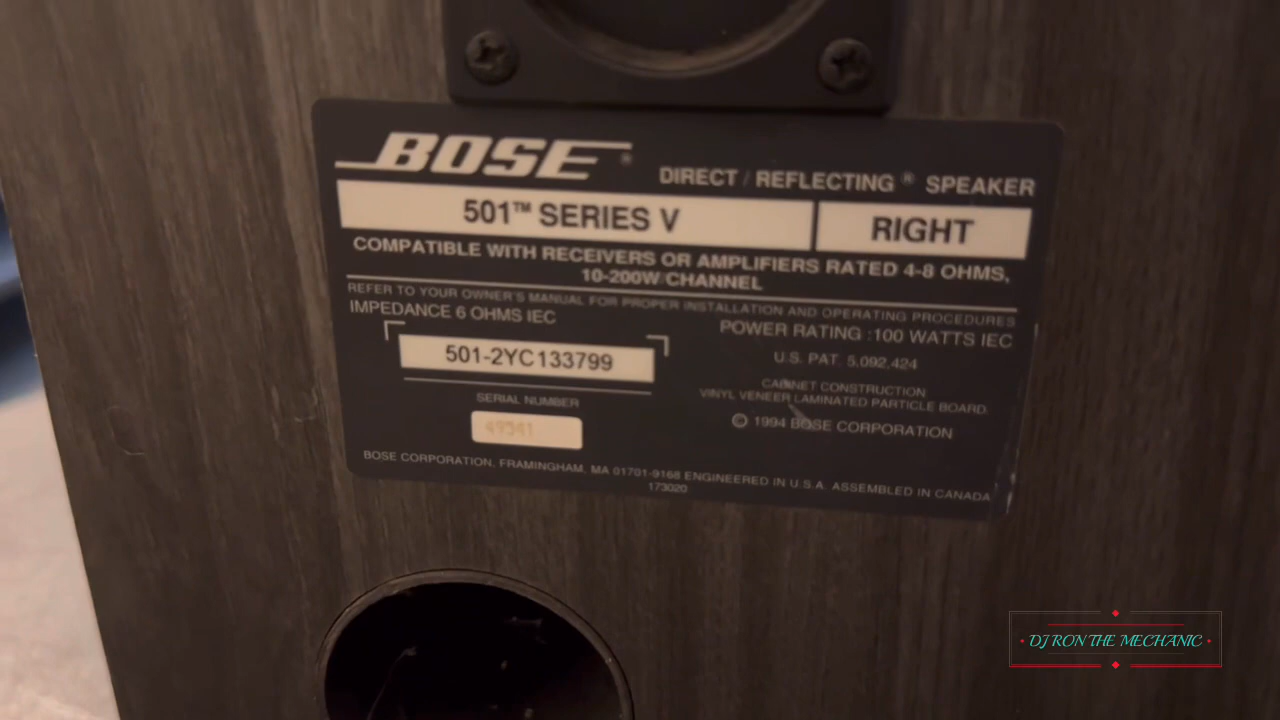 BOSE®
DIRECT / REFLECTING® SPEAKER
501™ SERIES V
RIGHT
COMPATIBLE WITH RECEIVERS OR AMPLIFIERS RATED 4-8 OHMS,
10-200W/CHANNEL
REFER TO YOUR OWNER'S MANUAL FOR PROPER INSTALLATION AND OPERATING PROCEDURES
IMPEDANCE 6 OHMS IEC
POWER RATING :100 WATTS IEC
501-2YC133799
U.S. PAT. 5,092,424
SERIAL NUMBER
CABINET CONSTRUCTION
VINYL VENEER LAMINATED PARTICLE BOARD.
© 1994 BOSE CORPORATION
BOSE CORPORATION, FRAMINGHAM, MA 01701-9168 ENGINEERED IN U.S.A. ASSEMBLED IN CANADA
173020
DJ RON THE MECHANIC